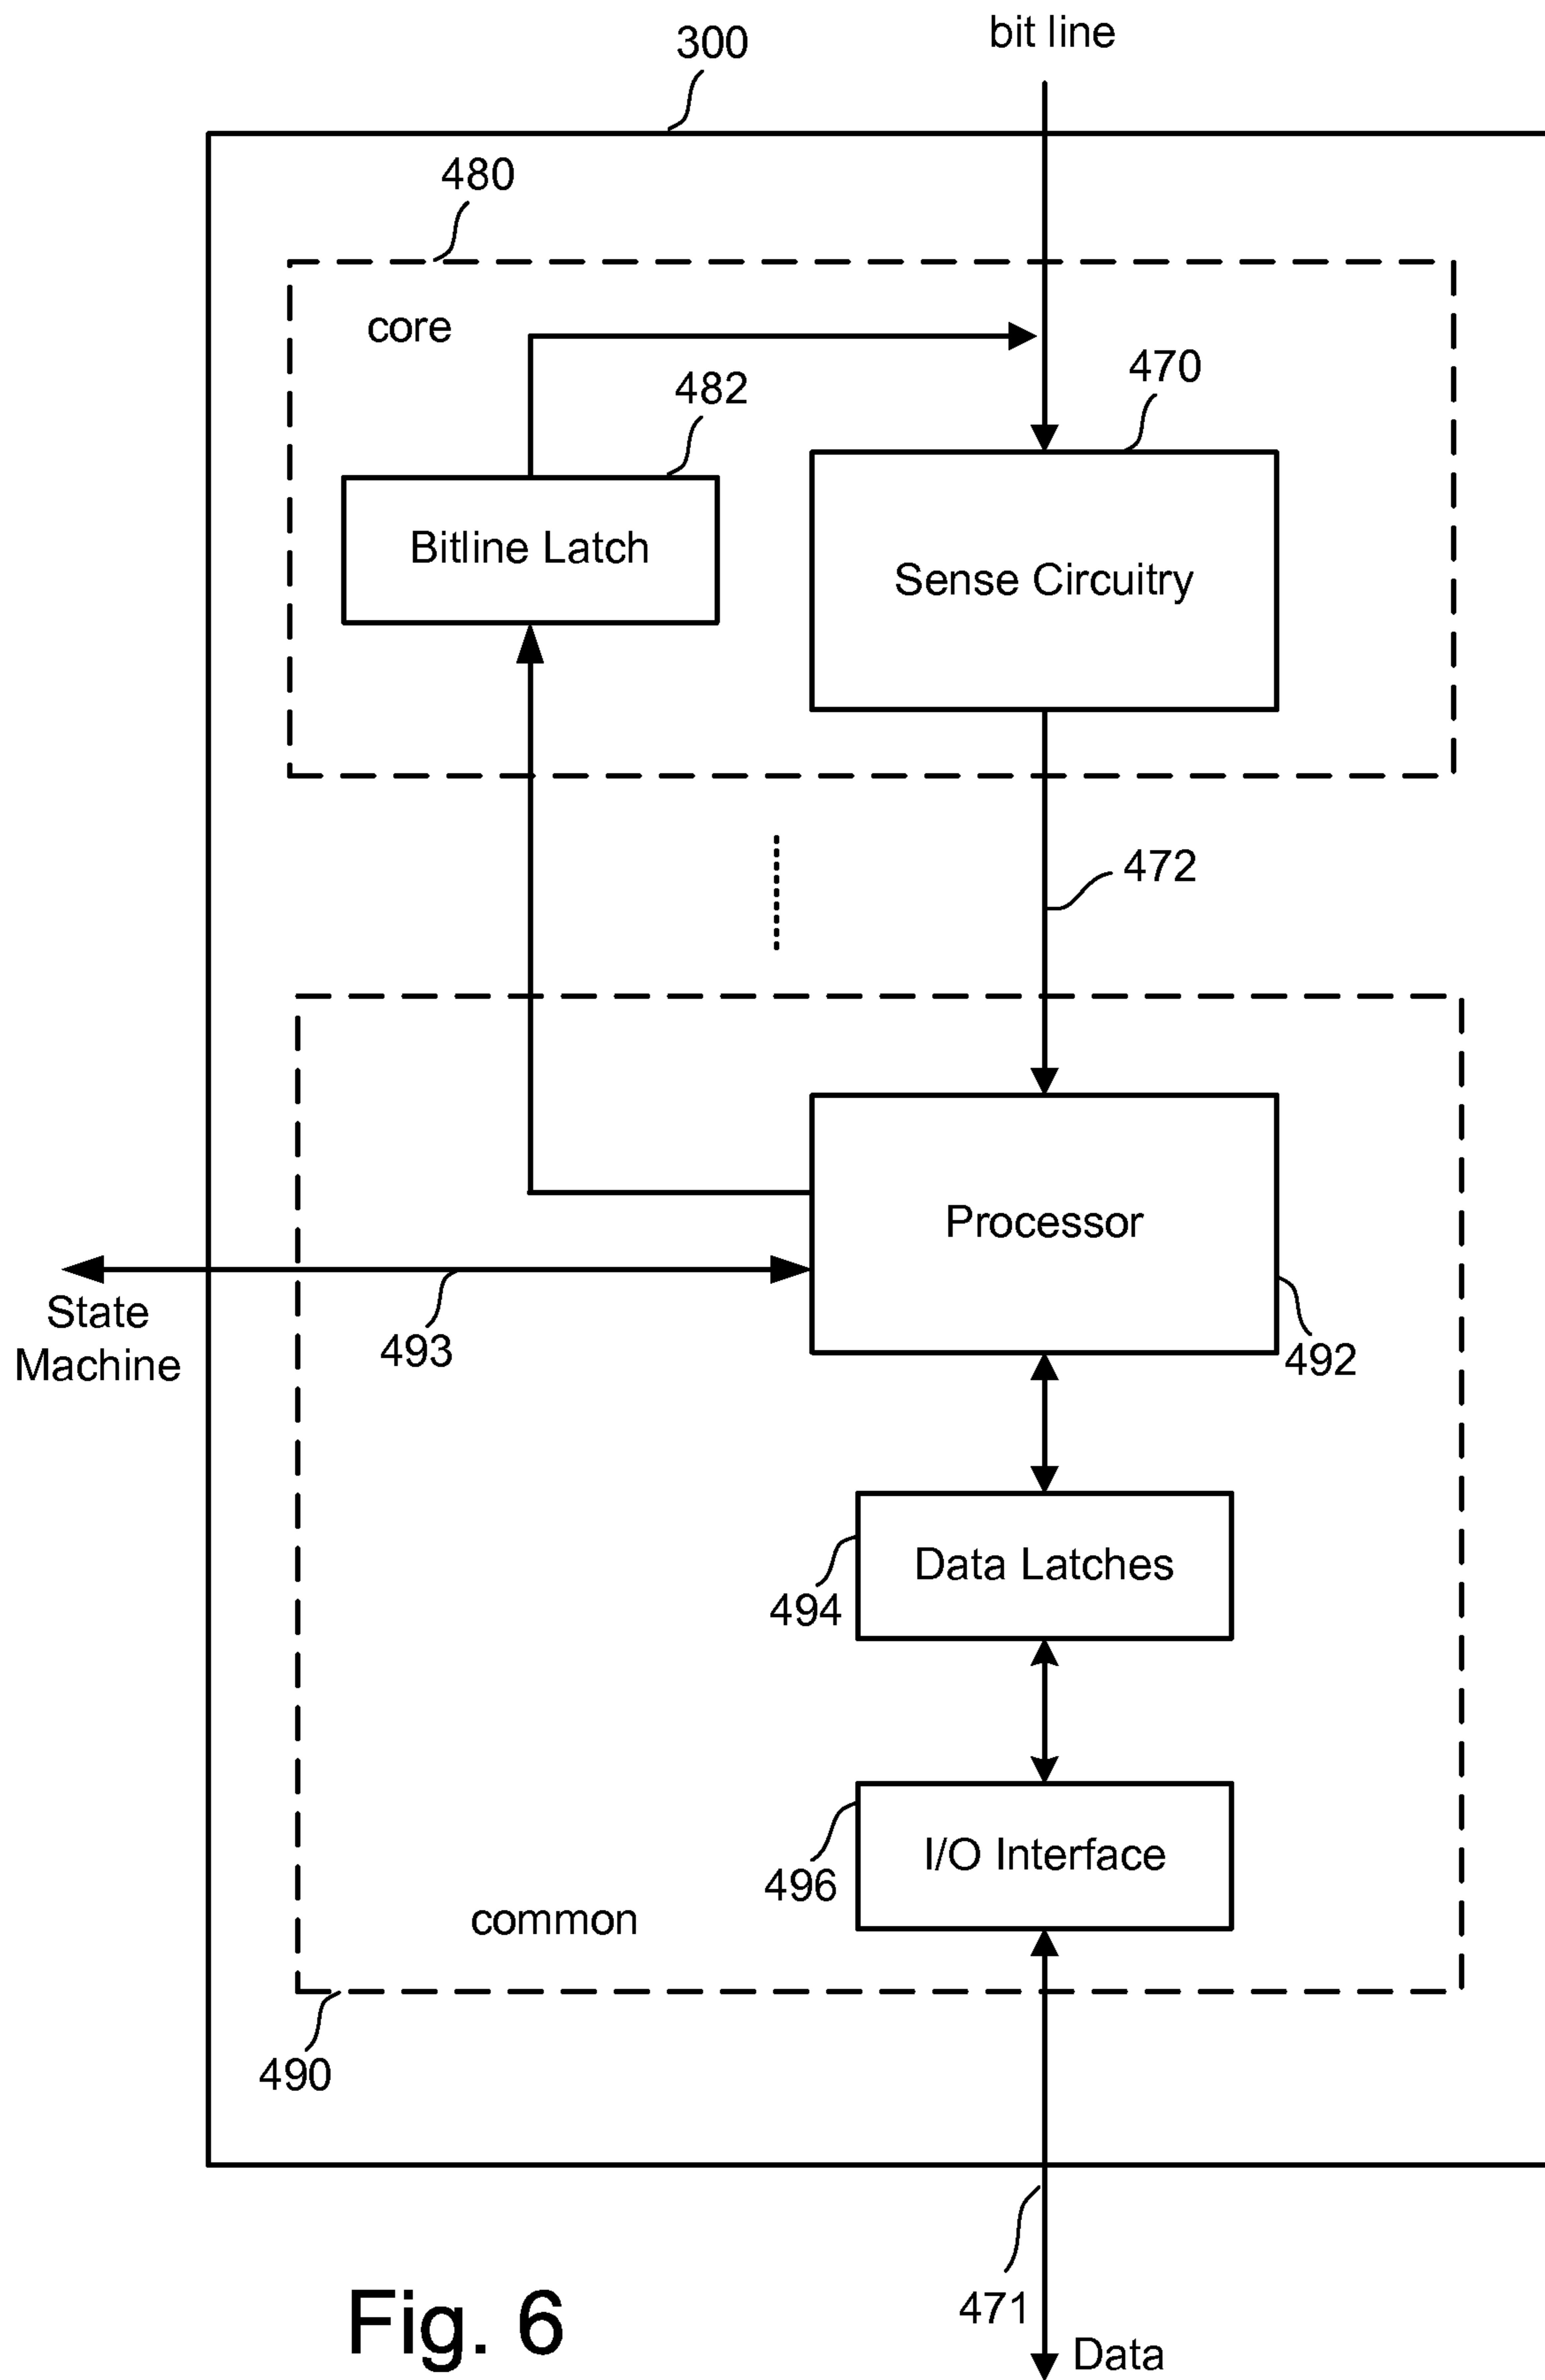 300
bit line
480
core
470
482
Bitline Latch
Sense Circuitry
472
Processor
State
Machine
493
492
Data Latches
494
I/O Interface
496
common
490
471
Fig. 6
Data